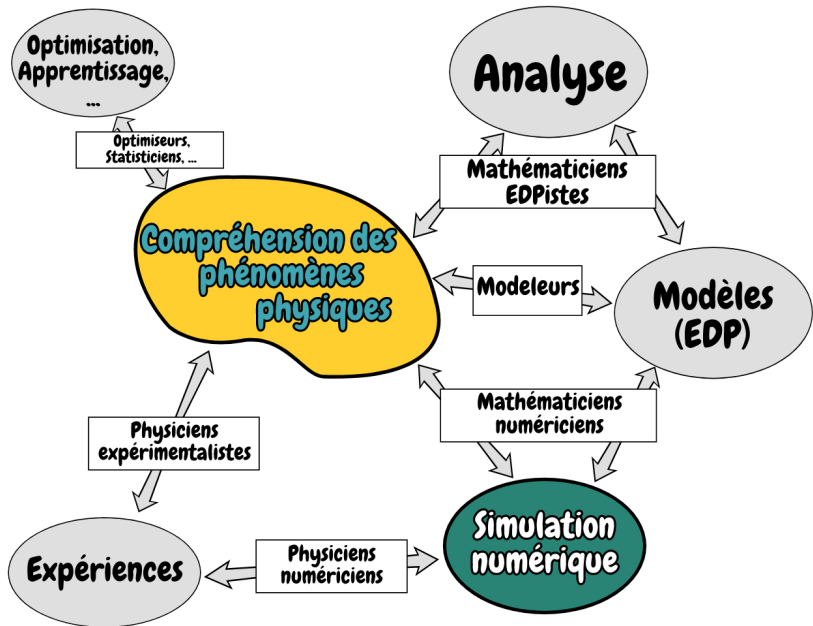 Optimisation,
Apprentissage,
...
Analyse
Optimiseurs,
Statisticiens, ...
Mathématiciens
EDPistes
Compréhension des
phénomènes
physiques
Modeleurs
Modèles
(EDP)
Mathématiciens
numériciens
Physiciens
expérimentalistes
Simulation
numérique
Physiciens
numériciens
Expériences